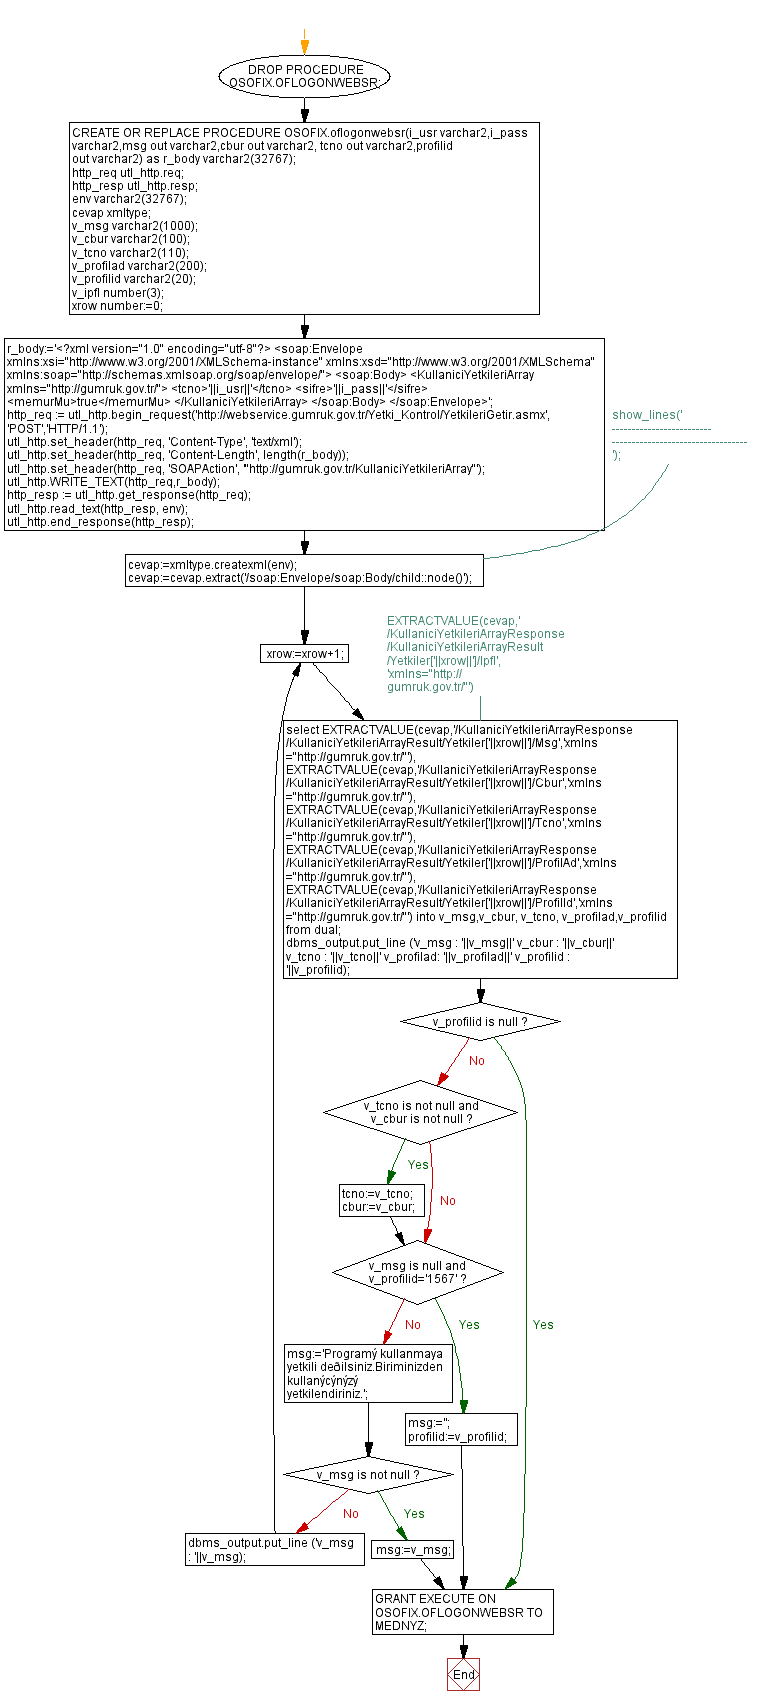 DROP PROCEDURE
OSOFIX.OFLOGONWEBSR;
CREATE OR REPLACE PROCEDURE OSOFIX.oflogonwebsr(i_usr varchar2,i_pass
varchar2,msg out varchar2,cbur out varchar2, tcno out varchar2,profilid
out varchar2) as r_body varchar2(32767);
http_req utl_http.req;
http_resp utl_http.resp;
env varchar2(32767);
cevap xmltype;
v_msg varchar2(1000);
v_cbur varchar2(100);
v_tcno varchar2(110);
v_profilad varchar2(200);
v_profilid varchar2(20);
v_ipfl number(3);
xrow number:=0;
r_body:='<?xml version="1.0" encoding="utf-8"?> <soap:Envelope
xmlns:xsi="http://www.w3.org/2001/XMLSchema-instance" xmlns:xsd="http://www.w3.org/2001/XMLSchema"
xmlns:soap="http://schemas.xmlsoap.org/soap/envelope/"> <soap:Body> <KullaniciYetkileriArray
xmlns="http://gumruk.gov.tr/"> <tcno>'||i_usr||'</tcno> <sifre>'||i_pass||'</sifre>
<memurMu>true</memurMu> </KullaniciYetkileriArray> </soap:Body> </soap:Envelope>';
http_req := utl_http.begin_request('http://webservice.gumruk.gov.tr/Yetki_Kontrol/YetkileriGetir.asmx',
'POST','HTTP/1.1');
utl_http.set_header(http_req, 'Content-Type', 'text/xml');
utl_http.set_header(http_req, 'Content-Length', length(r_body));
utl_http.set_header(http_req, 'SOAPAction', '"http://gumruk.gov.tr/KullaniciYetkileriArray"');
utl_http.WRITE_TEXT(http_req,r_body);
http_resp := utl_http.get_response(http_req);
utl_http.read_text(http_resp, env);
utl_http.end_response(http_resp);
show_lines('
-------------------------
----------------------------------
');
cevap:=xmltype.createxml(env);
cevap:=cevap.extract('/soap:Envelope/soap:Body/child::node()');
xrow:=xrow+1;
EXTRACTVALUE(cevap,'
/KullaniciYetkileriArrayResponse
/KullaniciYetkileriArrayResult
/Yetkiler['||xrow||']/Ipfl',
'xmlns="http://
gumruk.gov.tr/"')
select EXTRACTVALUE(cevap,'/KullaniciYetkileriArrayResponse
/KullaniciYetkileriArrayResult/Yetkiler['||xrow||']/Msg','xmlns
="http://gumruk.gov.tr/"'),
EXTRACTVALUE(cevap,'/KullaniciYetkileriArrayResponse
/KullaniciYetkileriArrayResult/Yetkiler['||xrow||']/Cbur','xmlns
="http://gumruk.gov.tr/"'),
EXTRACTVALUE(cevap,'/KullaniciYetkileriArrayResponse
/KullaniciYetkileriArrayResult/Yetkiler['||xrow||']/Tcno','xmlns
="http://gumruk.gov.tr/"'),
EXTRACTVALUE(cevap,'/KullaniciYetkileriArrayResponse
/KullaniciYetkileriArrayResult/Yetkiler['||xrow||']/ProfilAd','xmlns
="http://gumruk.gov.tr/"'),
EXTRACTVALUE(cevap,'/KullaniciYetkileriArrayResponse
/KullaniciYetkileriArrayResult/Yetkiler['||xrow||']/ProfilId','xmlns
="http://gumruk.gov.tr/"') into v_msg,v_cbur, v_tcno, v_profilad,v_profilid
from dual;
dbms_output.put_line ('v_msg : '||v_msg||' v_cbur : '||v_cbur||'
v_tcno : '||v_tcno||' v_profilad: '||v_profilad||' v_profilid :
'||v_profilid);
v_profilid is null ?
No
v_tcno is not null and
v_cbur is not null ?
Yes
tcno:=v_tcno;
cbur:=v_cbur;
No
v_msg is null and
v_profilid='1567' ?
No
Yes
Yes
msg:='Programý kullanmaya
yetkili deðilsiniz.Biriminizden
kullanýcýnýzý
yetkilendiriniz.';
msg:='';
profilid:=v_profilid;
v_msg is not null ?
No
Yes
dbms_output.put_line ('v_msg
: '||v_msg);
msg:=v_msg;
GRANT EXECUTE ON
OSOFIX.OFLOGONWEBSR TO
MEDNYZ;
End